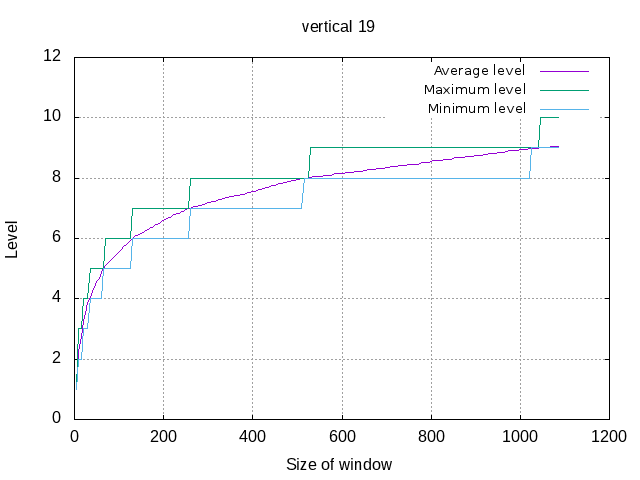 vertical 19
12
10
8
6
4
2
0
Level
Average level
Maximum level
Minimum level
0 200 400 600 800 1000 1200
Size of window